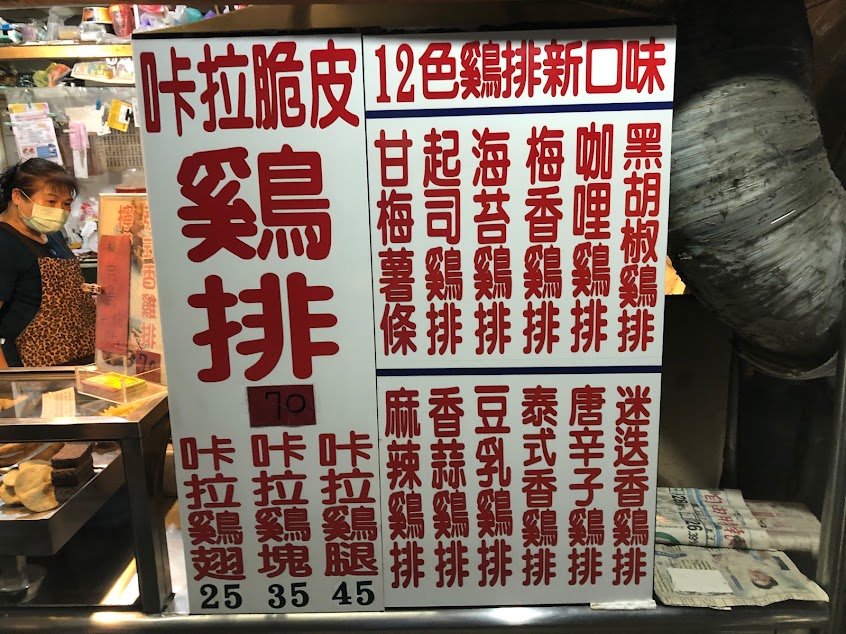 咔拉脆皮
鷄排
70
咔拉鷄翅
25
咔拉鷄塊
35
咔拉鷄腿
45
12色鷄排新口味
黑胡椒鷄排
咖哩鷄排
梅香鷄排
海苔鷄排
起司鷄排
甘梅薯條
迷迭香鷄排
唐辛子鷄排
泰式香鷄排
豆乳鷄排
香蒜鷄排
麻辣鷄排